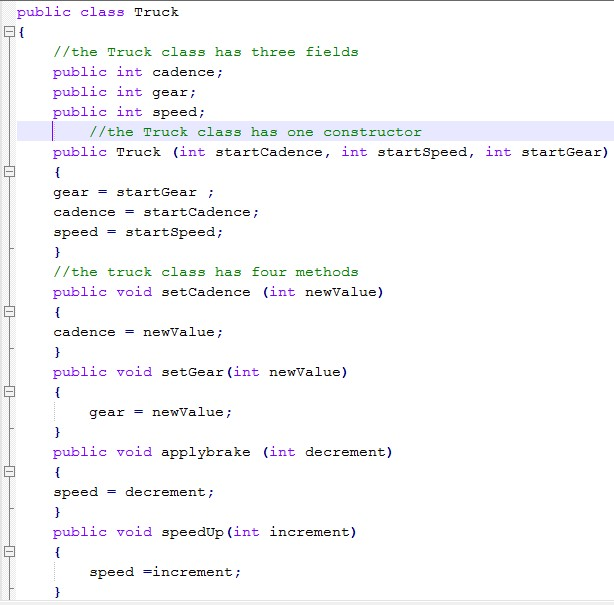 public class Truck
{
//the Truck class has three fields
public int cadence;
public int gear;
public int speed;
//the Truck class has one constructor
public Truck (int startCadence, int startSpeed, int startGear)
{
gear = startGear ;
cadence = startCadence;
speed = startSpeed;
}
//the truck class has four methods
public void setCadence (int newValue)
{
cadence = newValue;
}
public void setGear(int newValue)
{
gear = newValue;
}
public void applybrake (int decrement)
{
speed = decrement;
}
public void speedUp(int increment)
{
speed =increment;
}